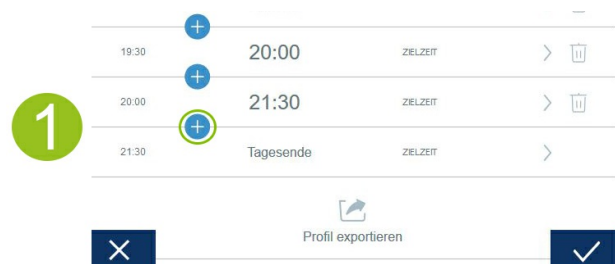 19:30 20:00 ZIELZEIT
20:00 21:30 ZIELZEIT
1
21:30 Tagesende ZIELZEIT
Profil exportieren